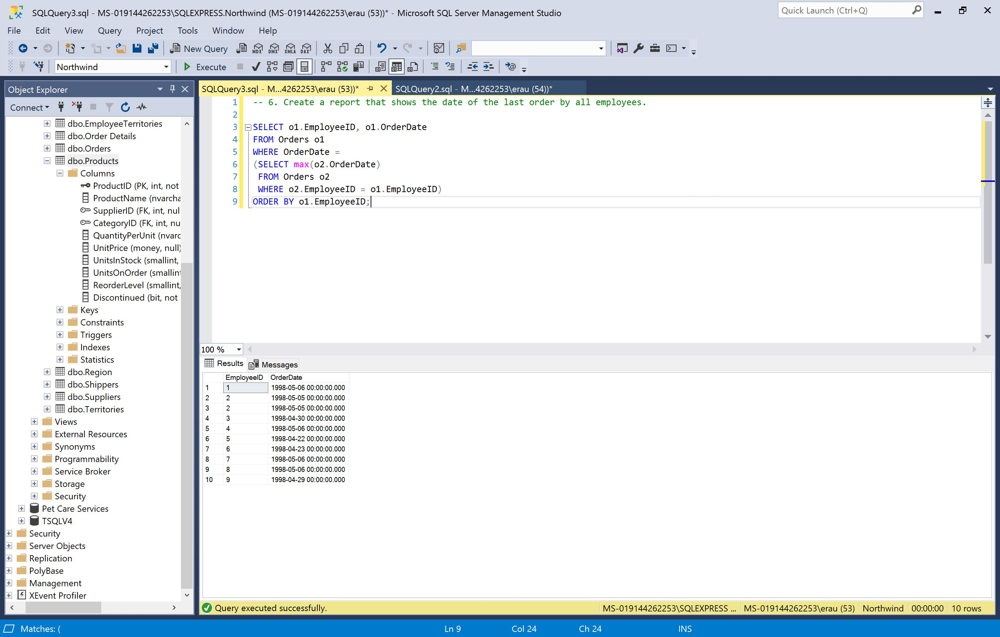 SQLQuery3.sql - MS-019144262253\SQLEXPRESS.Northwind (MS-019144262253\erau (53))* - Microsoft SQL Server Management Studio
Quick Launch (Ctrl+Q)
File Edit View Query Project Tools Window Help
New Query MDX DMX XMLA DAX
Northwind Execute
Object Explorer
Connect
dbo.EmployeeTerritories
dbo.Order Details
dbo.Orders
dbo.Products
Columns
ProductID (PK, int, not
ProductName (nvarcha
SupplierID (FK, int, nul
CategoryID (FK, int, nu
QuantityPerUnit (nvarc
UnitPrice (money, null)
UnitsInStock (smallint,
UnitsOnOrder (smallint
ReorderLevel (smallint,
Discontinued (bit, not
Keys
Constraints
Triggers
Indexes
Statistics
dbo.Region
dbo.Shippers
dbo.Suppliers
dbo.Territories
Views
External Resources
Synonyms
Programmability
Service Broker
Storage
Security
Pet Care Services
TSQLV4
Security
Server Objects
Replication
PolyBase
Management
XEvent Profiler
SQLQuery3.sql - M...4262253\erau (53))* SQLQuery2.sql - M...4262253\erau (54))*
1 -- 6. Create a report that shows the date of the last order by all employees.
2
3 SELECT o1.EmployeeID, o1.OrderDate
4 FROM Orders o1
5 WHERE OrderDate =
6 (SELECT max(o2.OrderDate)
7 FROM Orders o2
8 WHERE o2.EmployeeID = o1.EmployeeID)
9 ORDER BY o1.EmployeeID;
100 %
Results Messages
EmployeeID OrderDate
1 1 1998-05-06 00:00:00.000
2 2 1998-05-05 00:00:00.000
3 2 1998-05-05 00:00:00.000
4 3 1998-04-30 00:00:00.000
5 4 1998-05-06 00:00:00.000
6 5 1998-04-22 00:00:00.000
7 6 1998-04-23 00:00:00.000
8 7 1998-05-06 00:00:00.000
9 8 1998-05-06 00:00:00.000
10 9 1998-04-29 00:00:00.000
Query executed successfully. MS-019144262253\SQLEXPRESS ... MS-019144262253\erau (53) Northwind 00:00:00 10 rows
Matches: ( Ln 9 Col 24 Ch 24 INS